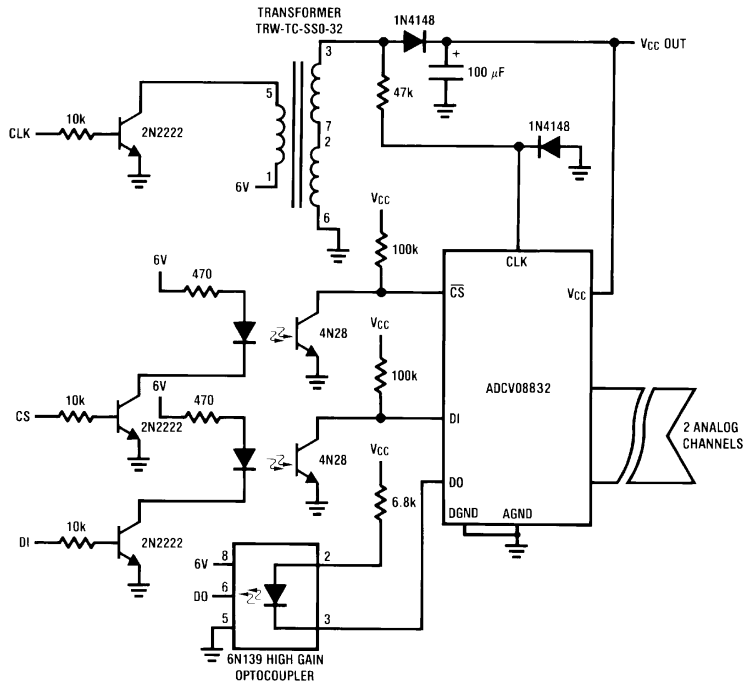 TRANSFORMER
TRW-TC-SSO-32
1N4148
3
VCC OUT
+
100 μF
5
47k
10k
CLK
2N2222
7
2
1N4148
1
6V
6
VCC
100k
CLK
6V
470
CS
VCC
4N28
VCC
100k
ADCV08832
10k
6V
470
CS
2N2222
DI
2 ANALOG
CHANNELS
4N28
VCC
DO
6.8k
DGND
AGND
10k
DI
2N2222
6V
8
2
DO
6
5
3
6N139 HIGH GAIN
OPTOCOUPLER